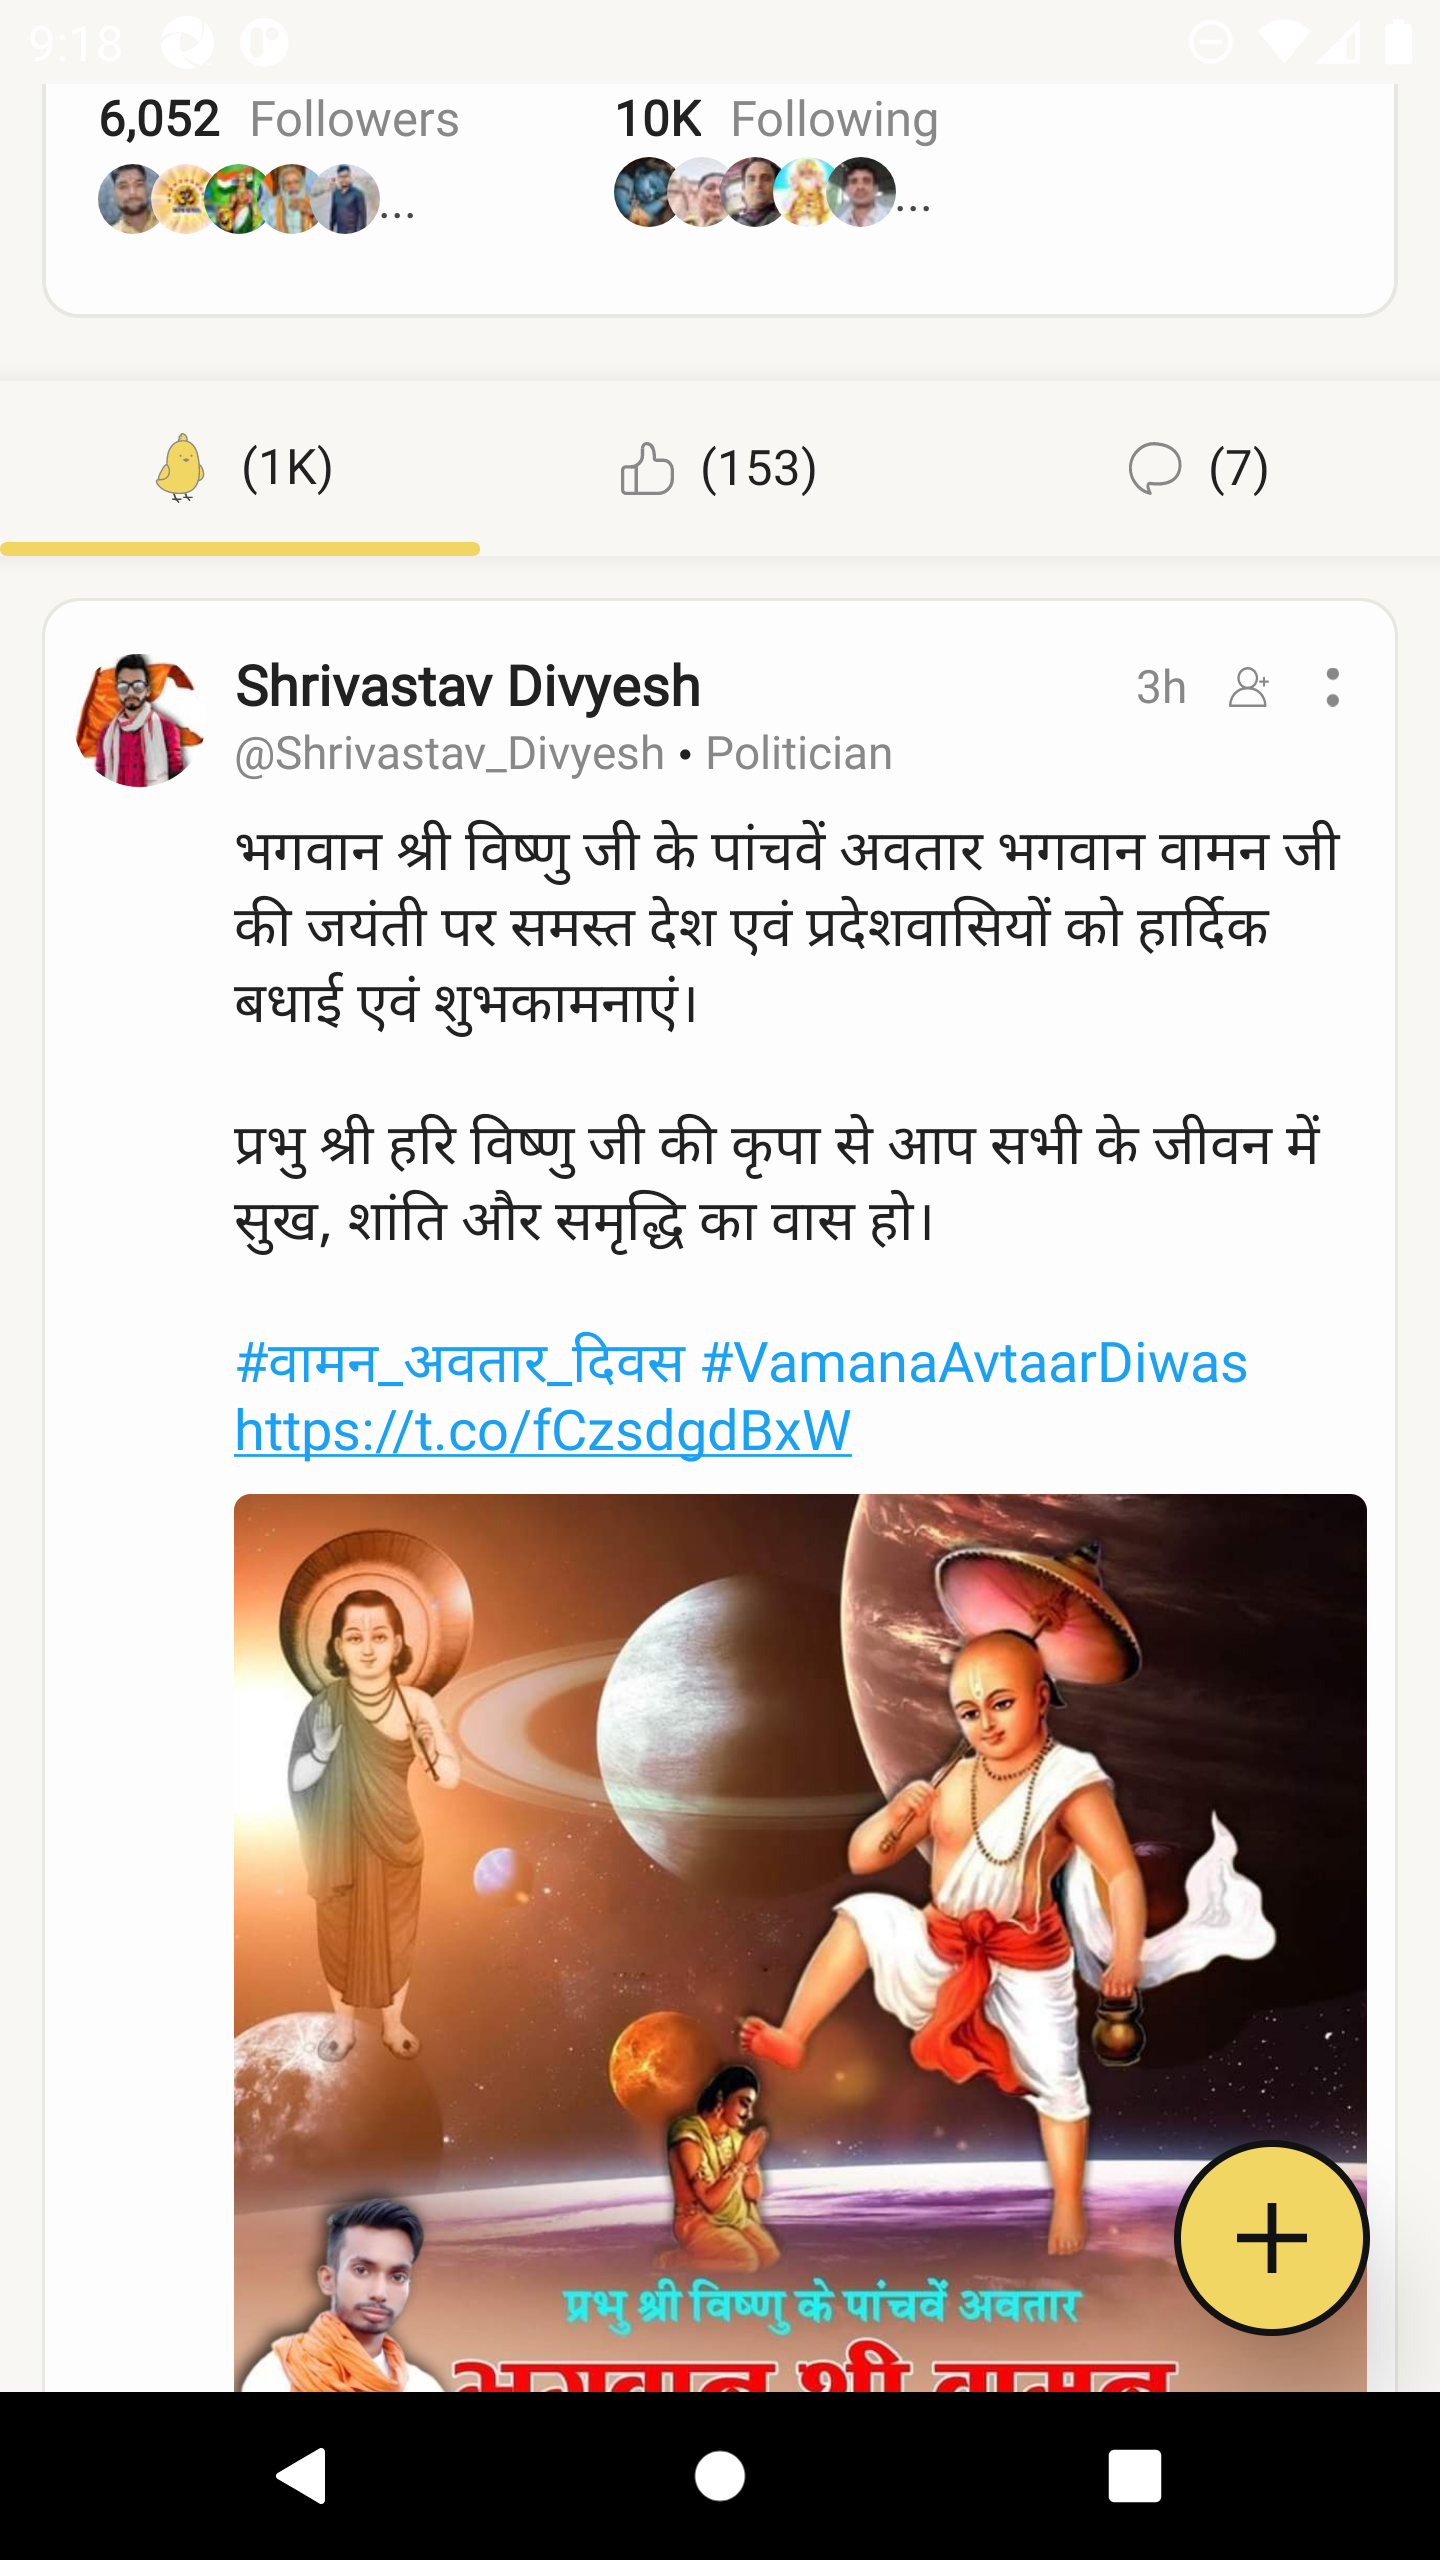 9:18
6,052 Followers 10K Following
... ...
(1K) (153) (7)
Shrivastav Divyesh 3h
@Shrivastav_Divyesh • Politician
भगवान श्री विष्णु जी के पांचवें अवतार भगवान वामन जी
की जयंती पर समस्त देश एवं प्रदेशवासियों को हार्दिक
बधाई एवं शुभकामनाएं।
प्रभु श्री हरि विष्णु जी की कृपा से आप सभी के जीवन में
सुख, शांति और समृद्धि का वास हो।
#वामन_अवतार_दिवस #VamanaAvtaarDiwas
https://t.co/fCzsdgdBxW
प्रभु श्री विष्णु के पांचवें अवतार
भगवान श्री वामन